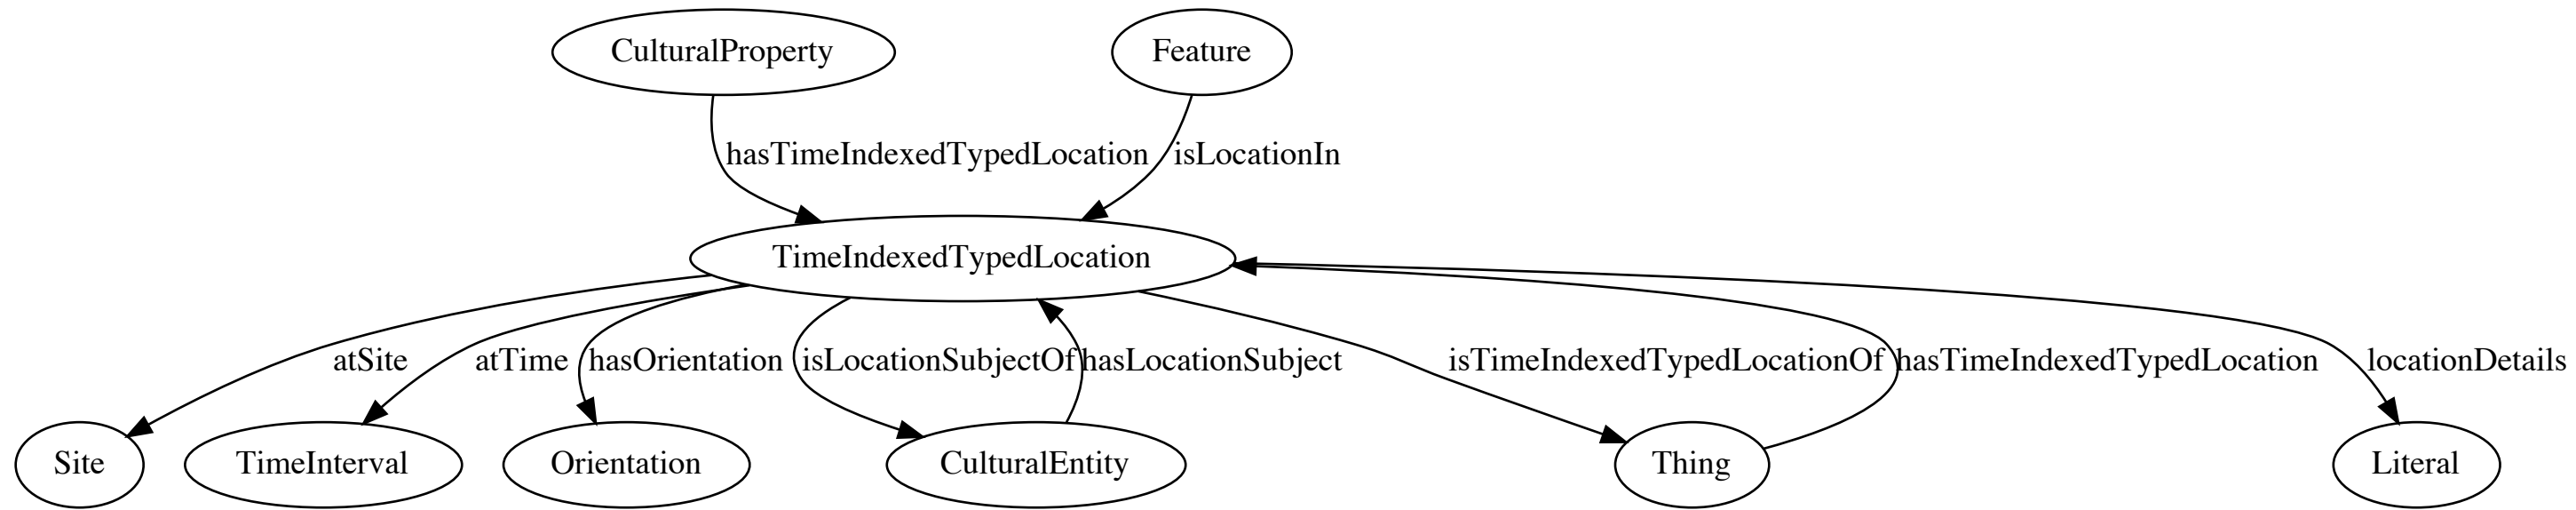 CulturalProperty
Feature
hasTimeIndexedTypedLocation
isLocationIn
TimeIndexedTypedLocation
atSite
atTime
hasOrientation
isLocationSubjectOf
hasLocationSubject
isTimeIndexedTypedLocationOf
hasTimeIndexedTypedLocation
locationDetails
Site
TimeInterval
Orientation
CulturalEntity
Thing
Literal